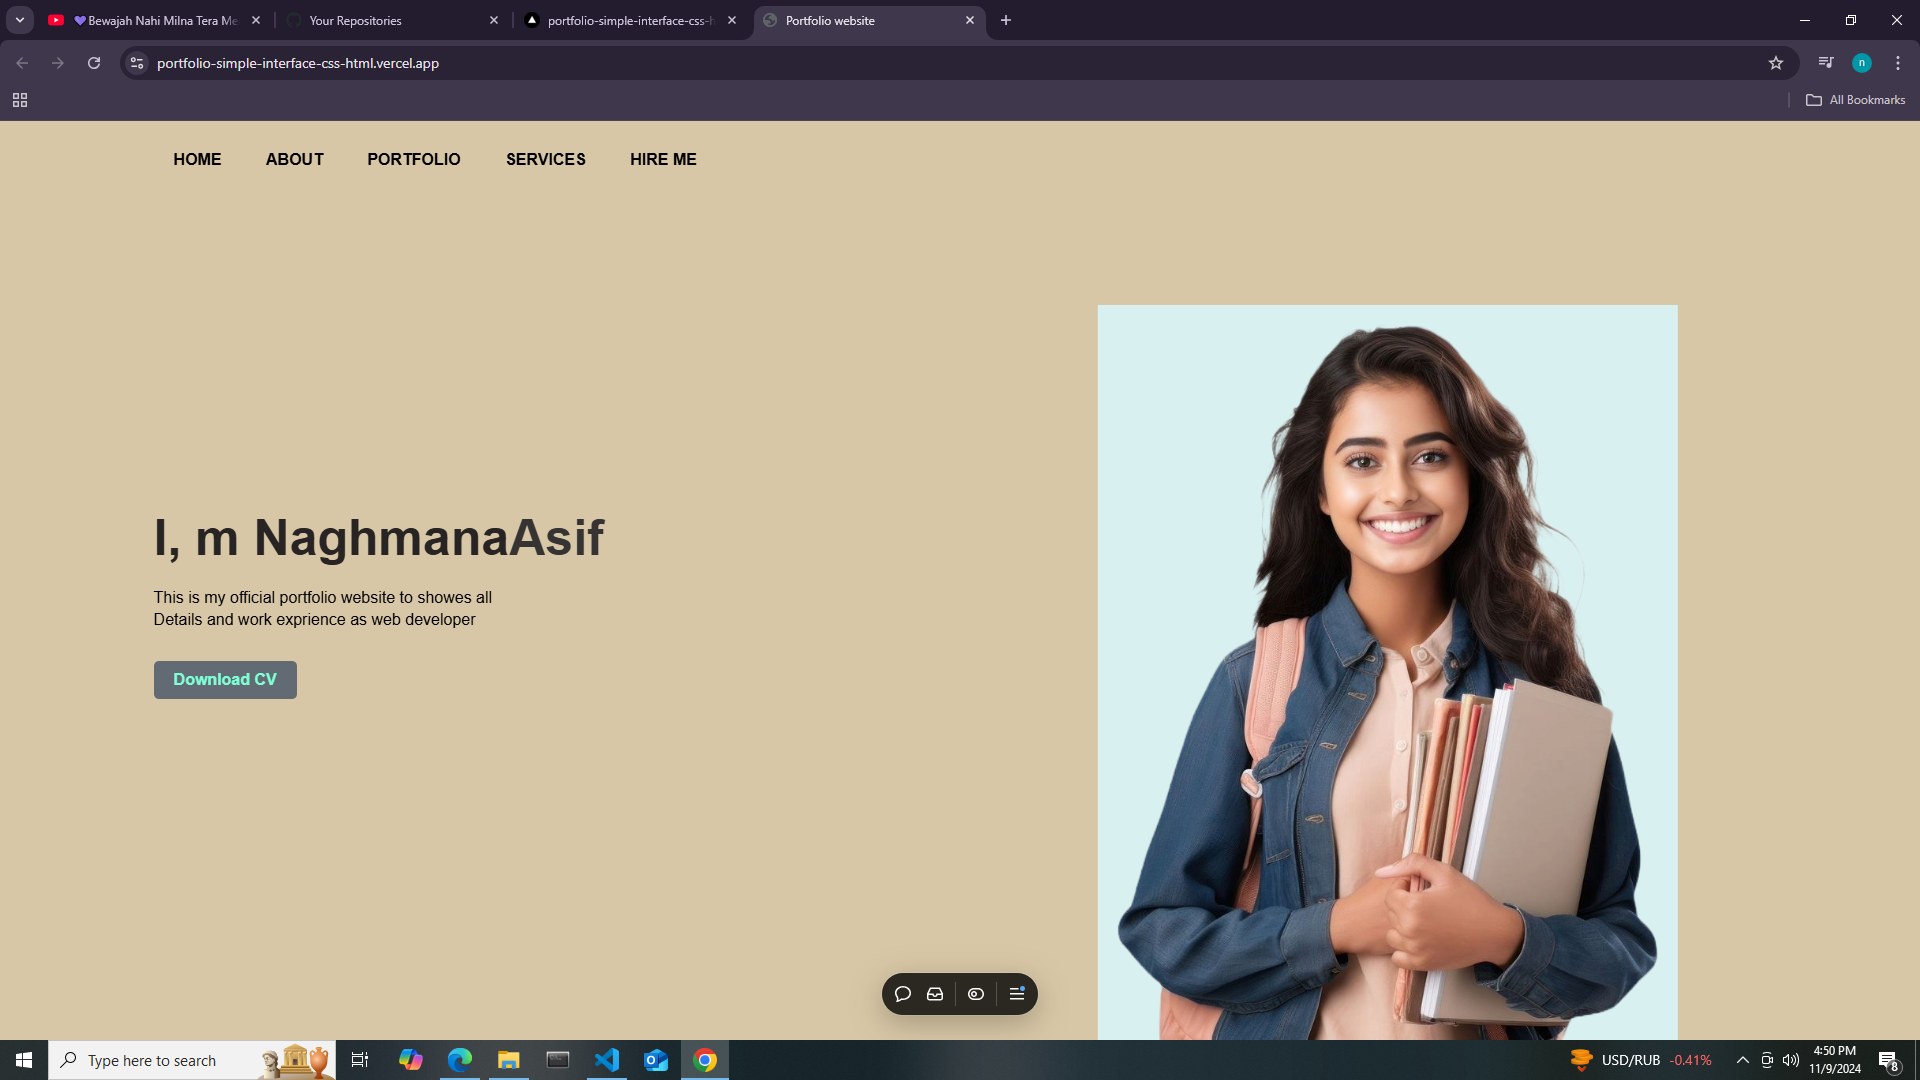 💜Bewajah Nahi Milna Tera Me
Your Repositories
portfolio-simple-interface-css-h
Portfolio website
portfolio-simple-interface-css-html.vercel.app
n
All Bookmarks
HOME ABOUT PORTFOLIO SERVICES HIRE ME
I, m NaghmanaAsif
This is my official portfolio website to showes all
Details and work exprience as web developer
Download CV
Type here to search
USD/RUB -0.41%
4:50 PM
11/9/2024
8